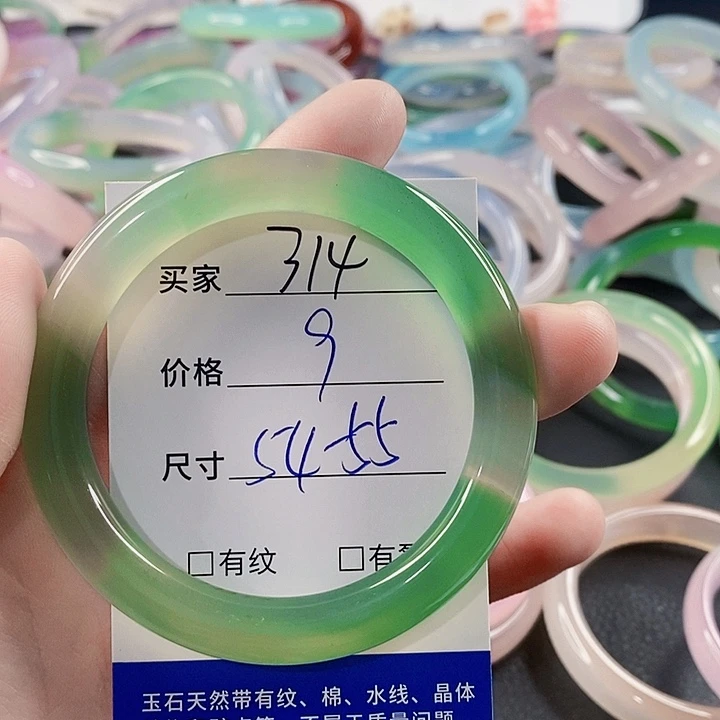 买家 314
价格 9
尺寸 54-55
□有纹 □有
玉石天然带有纹、棉、水线、晶体